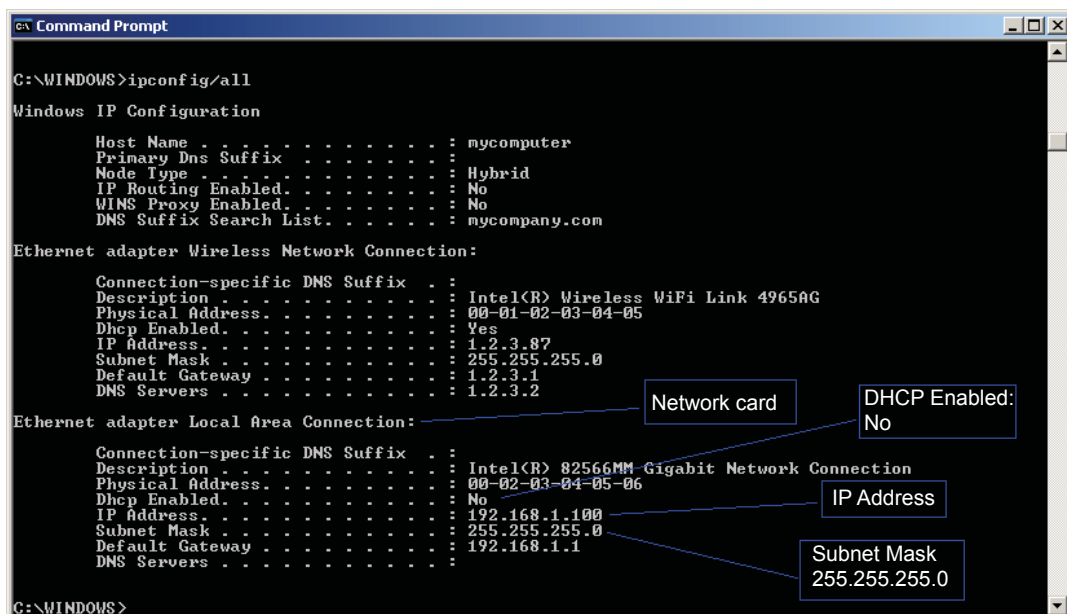 Command Prompt
C:\WINDOWS>ipconfig/all
Windows IP Configuration
Host Name . . . . . . . . . . . . : mycomputer
Primary Dns Suffix . . . . . . . :
Node Type . . . . . . . . . . . . : Hybrid
IP Routing Enabled. . . . . . . . : No
WINS Proxy Enabled. . . . . . . . : No
DNS Suffix Search List. . . . . . : mycompany.com
Ethernet adapter Wireless Network Connection:
Connection-specific DNS Suffix . :
Description . . . . . . . . . . . : Intel(R) Wireless WiFi Link 4965AG
Physical Address. . . . . . . . . : 00-01-02-03-04-05
Dhcp Enabled. . . . . . . . . . . : Yes
IP Address. . . . . . . . . . . . : 1.2.3.87
Subnet Mask . . . . . . . . . . . : 255.255.255.0
Default Gateway . . . . . . . . . : 1.2.3.1
DNS Servers . . . . . . . . . . . : 1.2.3.2
Network card
DHCP Enabled:
No
Ethernet adapter Local Area Connection:
Connection-specific DNS Suffix . :
Description . . . . . . . . . . . : Intel(R) 82566MM Gigabit Network Connection
Physical Address. . . . . . . . . : 00-02-03-04-05-06
Dhcp Enabled. . . . . . . . . . . : No
IP Address
IP Address. . . . . . . . . . . . : 192.168.1.100
Subnet Mask . . . . . . . . . . . : 255.255.255.0
Default Gateway . . . . . . . . . : 192.168.1.1
DNS Servers . . . . . . . . . . . :
Subnet Mask
255.255.255.0
C:\WINDOWS>